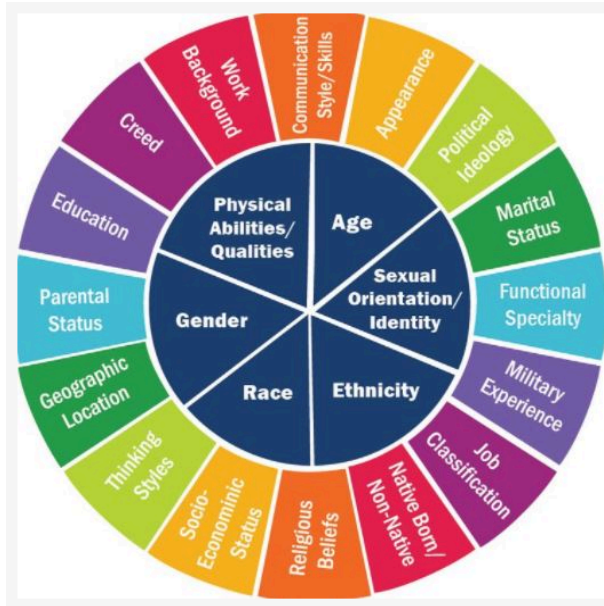 Communication
Style/Skills
Appearance
Political
Ideology
Marital
Status
Functional
Specialty
Military
Experience
Job
Classification
Native Born/
Non-Native
Religious
Beliefs
Socio-
Econominic
Status
Thinking
Styles
Geographic
Location
Parental
Status
Education
Creed
Work
Background
Physical
Abilities/
Qualities
Age
Sexual
Orientation/
Identity
Ethnicity
Race
Gender